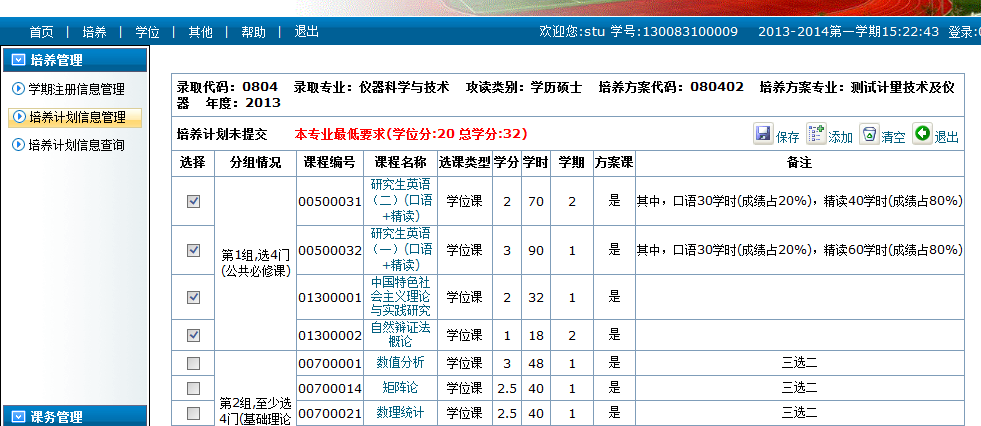 首页 | 培养 | 学位 | 其他 | 帮助 | 退出 欢迎您:stu 学号:130083100009 2013-2014第一学期15:22:43 登录:
培养管理
学期注册信息管理
培养计划信息管理
培养计划信息查询
课务管理
录取代码：0804 录取专业：仪器科学与技术 攻读类别：学历硕士 培养方案代码：080402 培养方案专业：测试计量技术及仪
器 年度：2013
培养计划未提交 本专业最低要求(学位分:20 总学分:32) 保存 添加 清空 退出
选择 分组情况 课程编号 课程名称 选课类型 学分 学时 学期 方案课 备注
第1组,选4门
(公共必修课)
00500031 研究生英语
（二）(口语
+精读) 学位课 2 70 2 是 其中，口语30学时(成绩占20%)，精读40学时(成绩占80%)
00500032 研究生英语
（一）(口语
+精读) 学位课 3 90 1 是 其中，口语30学时(成绩占20%)，精读60学时(成绩占80%)
01300001 中国特色社
会主义理论
与实践研究 学位课 2 32 1 是
01300002 自然辩证法
概论 学位课 1 18 2 是
第2组,至少选
4门(基础理论
00700001 数值分析 学位课 3 48 1 是 三选二
00700014 矩阵论 学位课 2.5 40 1 是 三选二
00700021 数理统计 学位课 2.5 40 1 是 三选二